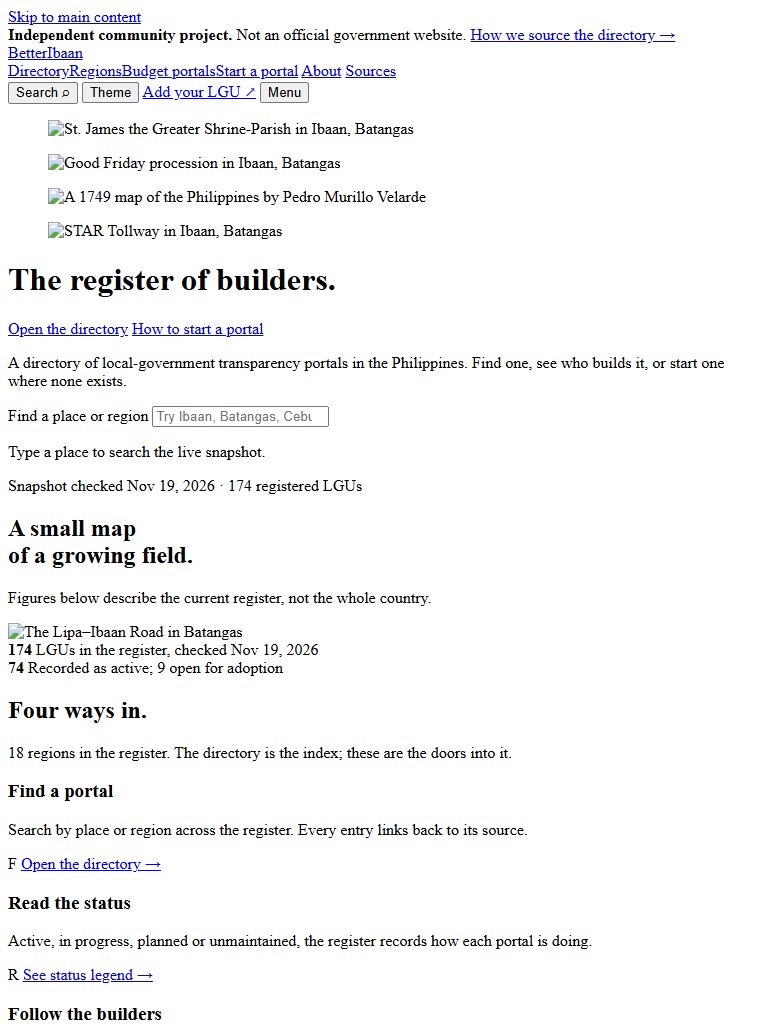 Skip to main content
Independent community project. Not an official government website. How we source the directory →
BetterIbaan
DirectoryRegionsBudget portalsStart a portal About Sources
Search ⌕ Theme Add your LGU ↗ Menu
St. James the Greater Shrine-Parish in Ibaan, Batangas
Good Friday procession in Ibaan, Batangas
A 1749 map of the Philippines by Pedro Murillo Velarde
STAR Tollway in Ibaan, Batangas
The register of builders.
Open the directory How to start a portal
A directory of local-government transparency portals in the Philippines. Find one, see who builds it, or start one
where none exists.
Find a place or region Try Ibaan, Batangas, Cebu
Type a place to search the live snapshot.
Snapshot checked Nov 19, 2026 · 174 registered LGUs
A small map
of a growing field.
Figures below describe the current register, not the whole country.
The Lipa–Ibaan Road in Batangas
174 LGUs in the register, checked Nov 19, 2026
74 Recorded as active; 9 open for adoption
Four ways in.
18 regions in the register. The directory is the index; these are the doors into it.
Find a portal
Search by place or region across the register. Every entry links back to its source.
F Open the directory →
Read the status
Active, in progress, planned or unmaintained, the register records how each portal is doing.
R See status legend →
Follow the builders